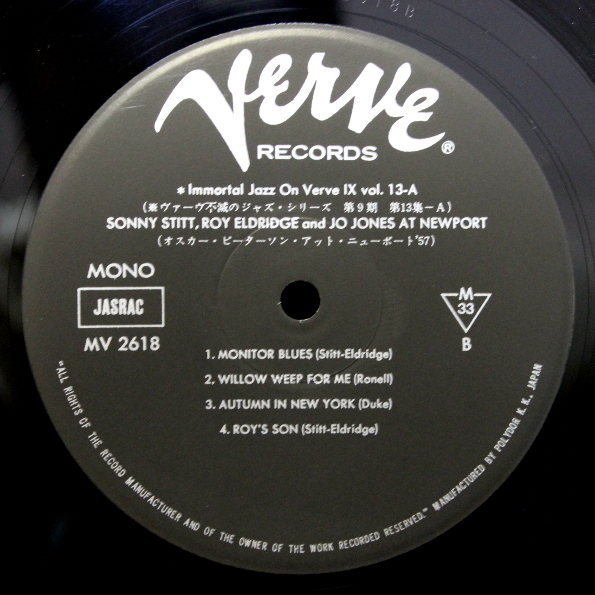 Verve
RECORDS®
* Immortal Jazz On Verve IX vol. 13-A
(※ヴァーヴ不滅のジャズ・シリーズ 第9期 第13集-A)
SONNY STITT, ROY ELDRIDGE and JO JONES AT NEWPORT
(オスカー・ピーターソン・アット・ニューポート'57)
MONO
JASRAC
MV 2618
M
33
B
1. MONITOR BLUES (Stitt-Eldridge)
2. WILLOW WEEP FOR ME (Ronell)
3. AUTUMN IN NEW YORK (Duke)
4. ROY'S SON (Stitt-Eldridge)
"ALL RIGHTS OF THE RECORD MANUFACTURER AND OF THE OWNER OF THE WORK RECORDED RESERVED." MANUFACTURED BY POLYDOR K. K., JAPAN